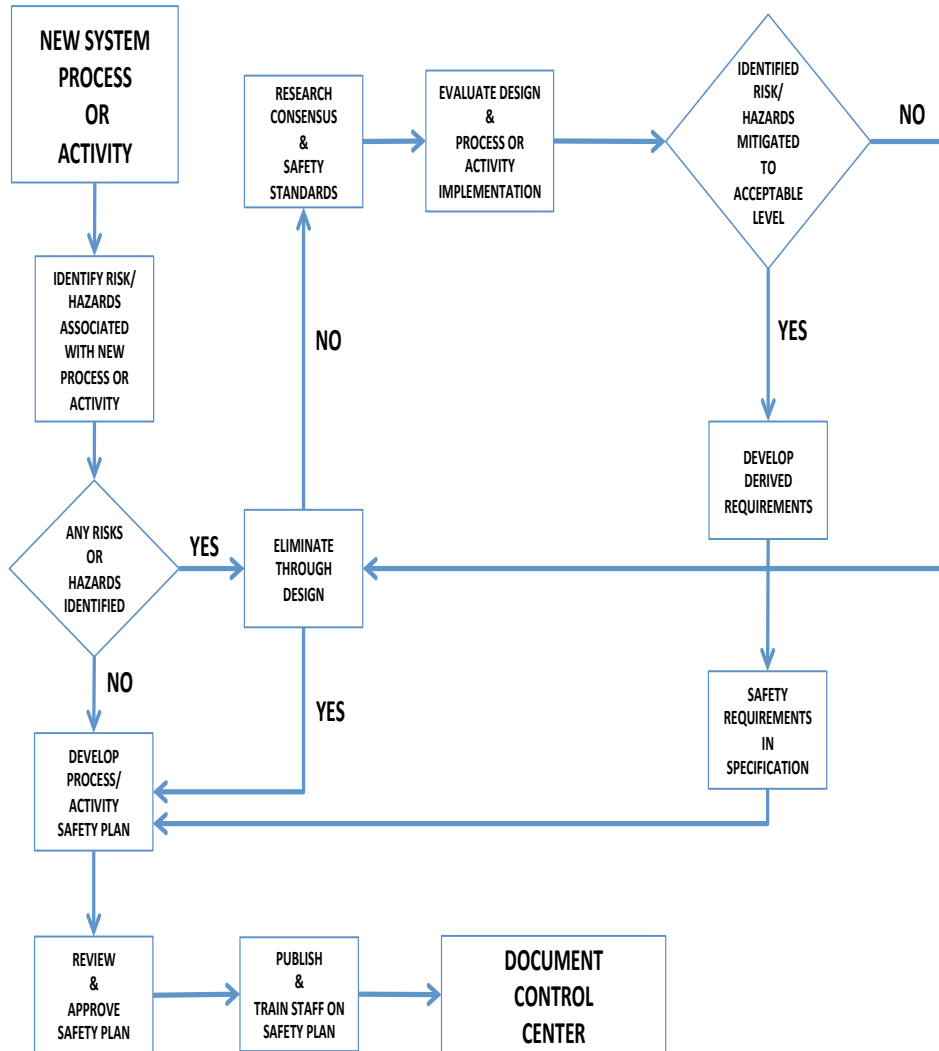 NEW SYSTEM
PROCESS
OR
ACTIVITY
IDENTIFY RISK/
HAZARDS
ASSOCIATED
WITH NEW
PROCESS OR
ACTIVITY
ANY RISKS
OR
HAZARDS
IDENTIFIED
YES
NO
ELIMINATE
THROUGH
DESIGN
NO
YES
RESEARCH
CONSENSUS
&
SAFETY
STANDARDS
EVALUATE DESIGN
&
PROCESS OR
ACTIVITY
IMPLEMENTATION
IDENTIFIED
RISK/
HAZARDS
MITIGATED
TO
ACCEPTABLE
LEVEL
NO
YES
DEVELOP
DERIVED
REQUIREMENTS
SAFETY
REQUIREMENTS
IN
SPECIFICATION
DEVELOP
PROCESS/
ACTIVITY
SAFETY PLAN
REVIEW
&
APPROVE
SAFETY PLAN
PUBLISH
&
TRAIN STAFF ON
SAFETY PLAN
DOCUMENT
CONTROL
CENTER